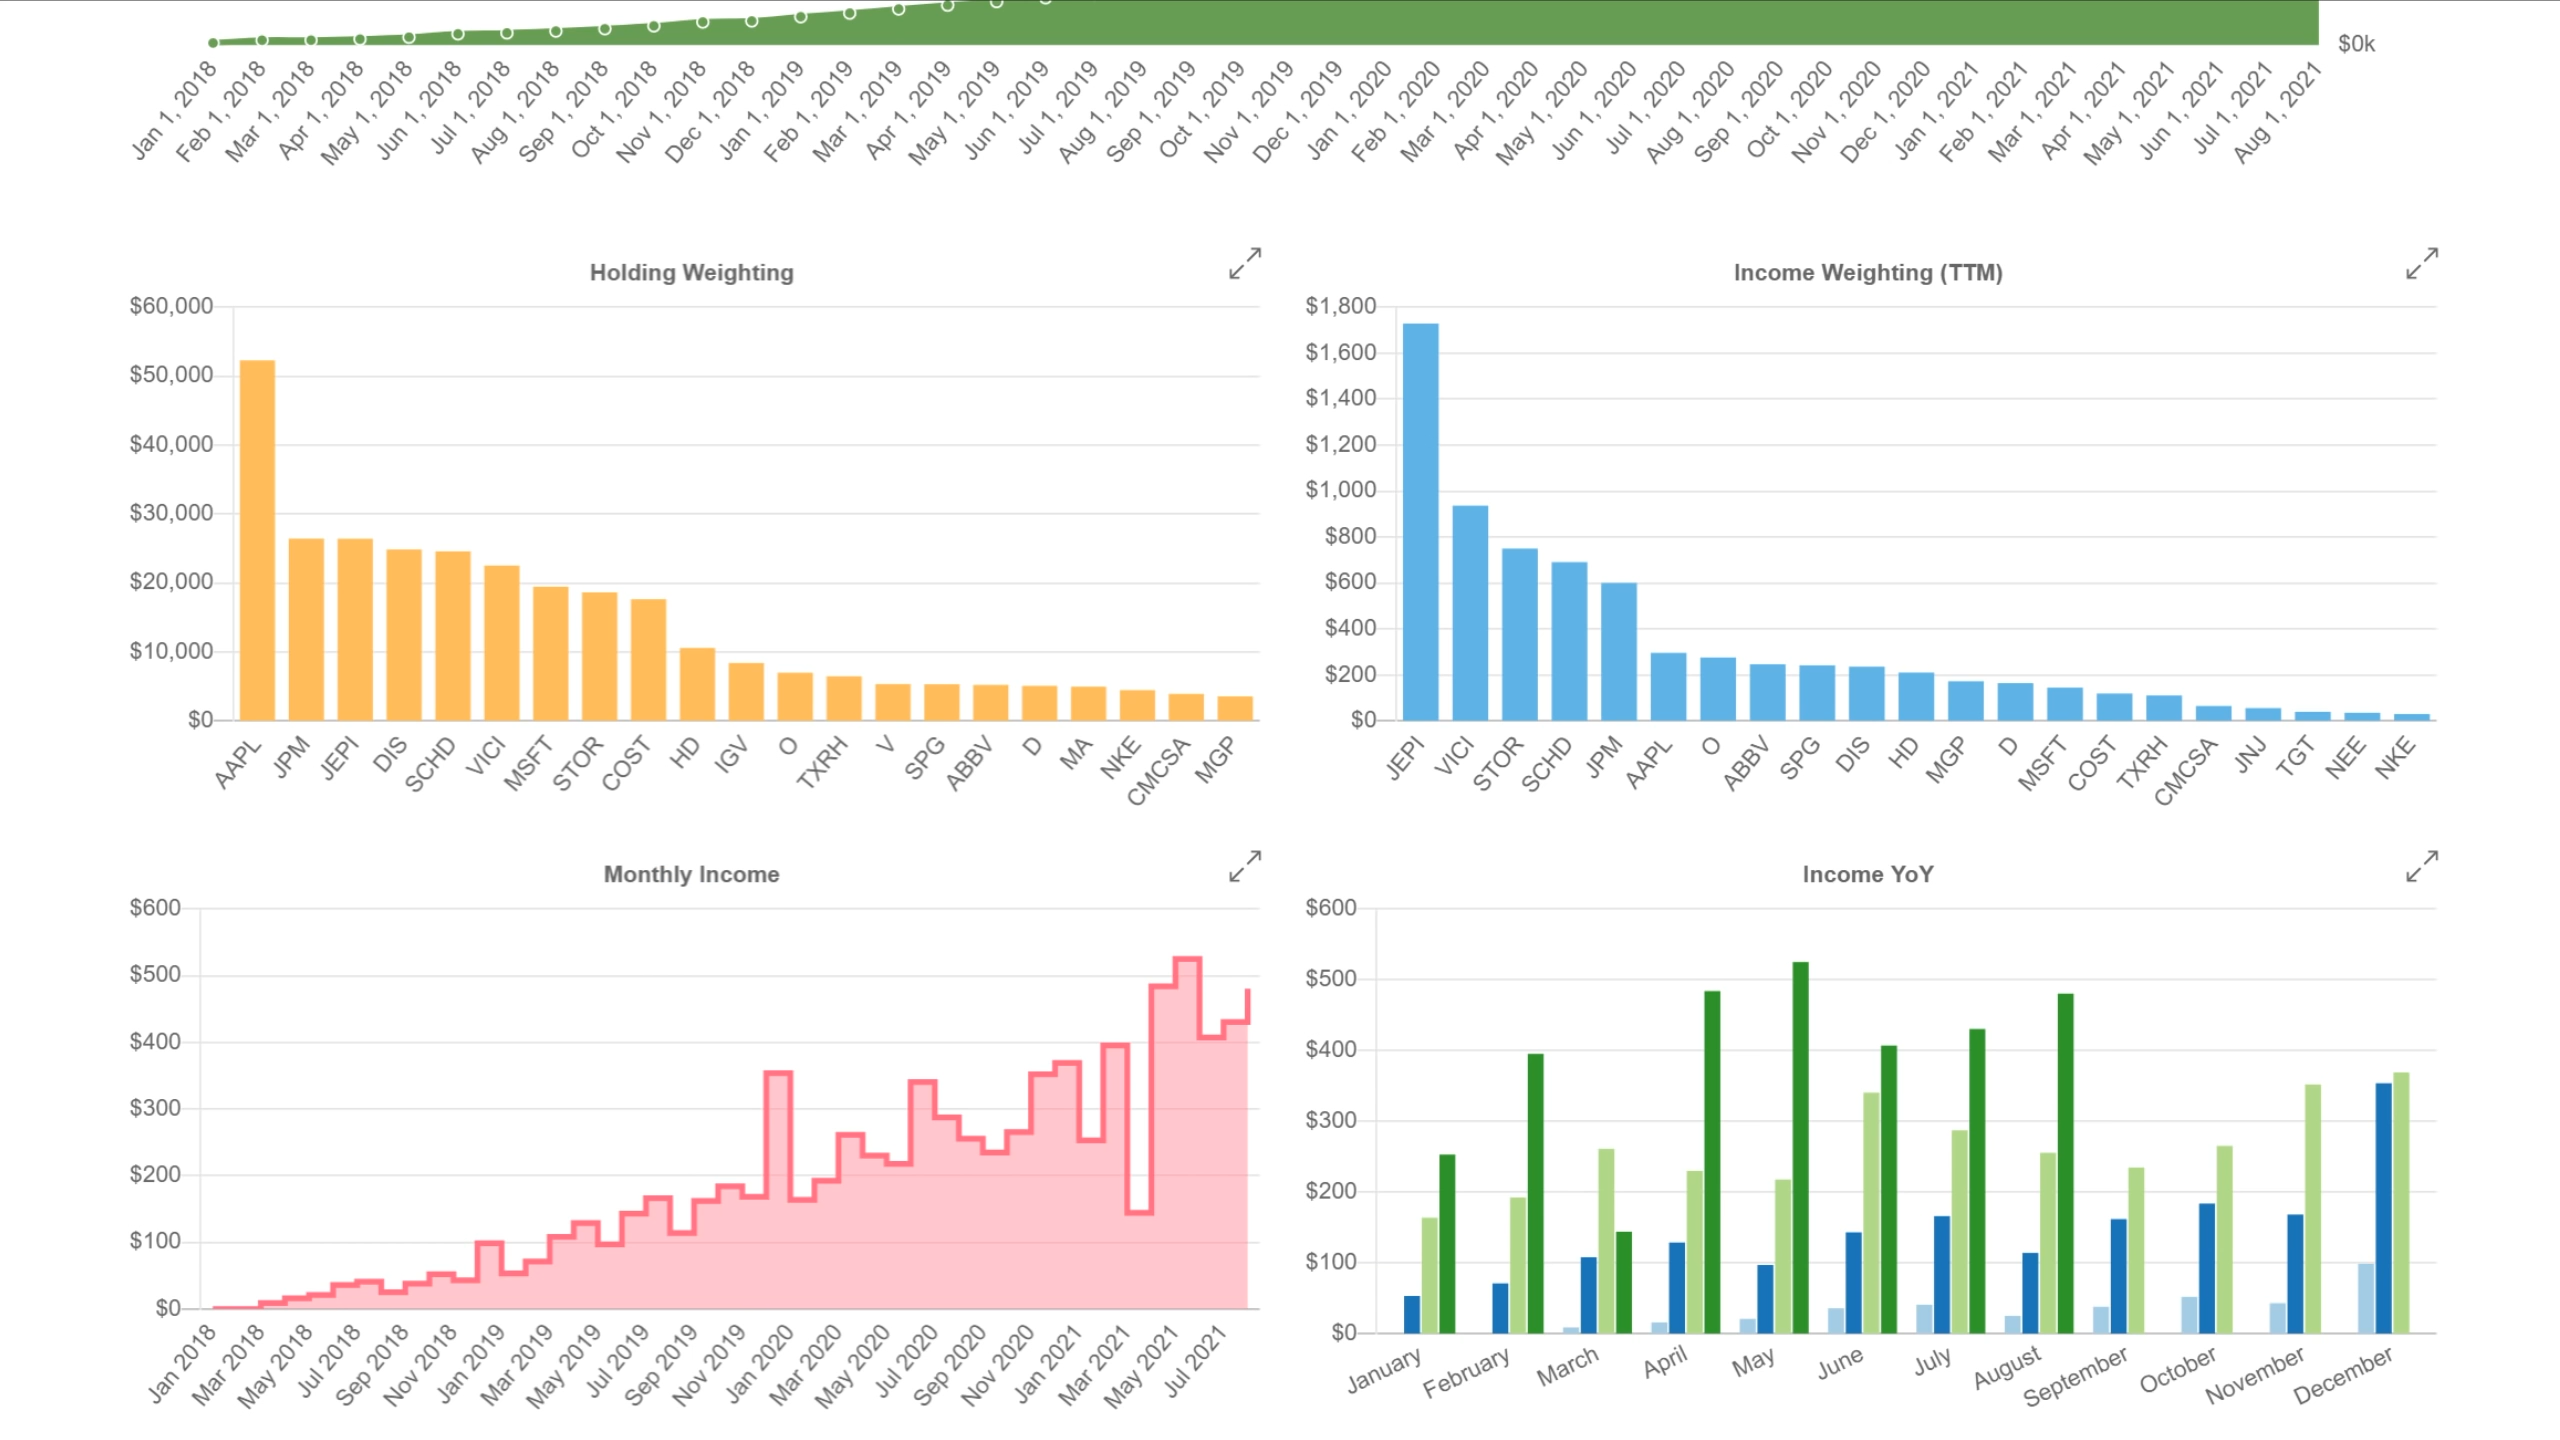 $0k
Jan 1, 2018
Feb 1, 2018
Mar 1, 2018
Apr 1, 2018
May 1, 2018
Jun 1, 2018
Jul 1, 2018
Aug 1, 2018
Sep 1, 2018
Oct 1, 2018
Nov 1, 2018
Dec 1, 2018
Jan 1, 2019
Feb 1, 2019
Mar 1, 2019
Apr 1, 2019
May 1, 2019
Jun 1, 2019
Jul 1, 2019
Aug 1, 2019
Sep 1, 2019
Oct 1, 2019
Nov 1, 2019
Dec 1, 2019
Jan 1, 2020
Feb 1, 2020
Mar 1, 2020
Apr 1, 2020
May 1, 2020
Jun 1, 2020
Jul 1, 2020
Aug 1, 2020
Sep 1, 2020
Oct 1, 2020
Nov 1, 2020
Dec 1, 2020
Jan 1, 2021
Feb 1, 2021
Mar 1, 2021
Apr 1, 2021
May 1, 2021
Jun 1, 2021
Jul 1, 2021
Aug 1, 2021
Holding Weighting
$60,000
$50,000
$40,000
$30,000
$20,000
$10,000
$0
AAPL
JPM
JEPI
DIS
SCHD
VICI
MSFT
STOR
COST
HD
IGV
O
TXRH
V
SPG
ABBV
D
MA
NKE
CMCSA
MGP
Income Weighting (TTM)
$1,800
$1,600
$1,400
$1,200
$1,000
$800
$600
$400
$200
$0
JEPI
VICI
STOR
SCHD
JPM
AAPL
O
ABBV
SPG
DIS
HD
MGP
D
MSFT
COST
TXRH
CMCSA
JNJ
TGT
NEE
NKE
Monthly Income
$600
$500
$400
$300
$200
$100
$0
Jan 2018
Mar 2018
May 2018
Jul 2018
Sep 2018
Nov 2018
Jan 2019
Mar 2019
May 2019
Jul 2019
Sep 2019
Nov 2019
Jan 2020
Mar 2020
May 2020
Jul 2020
Sep 2020
Nov 2020
Jan 2021
Mar 2021
May 2021
Jul 2021
Income YoY
$600
$500
$400
$300
$200
$100
$0
January
February
March
April
May
June
July
August
September
October
November
December